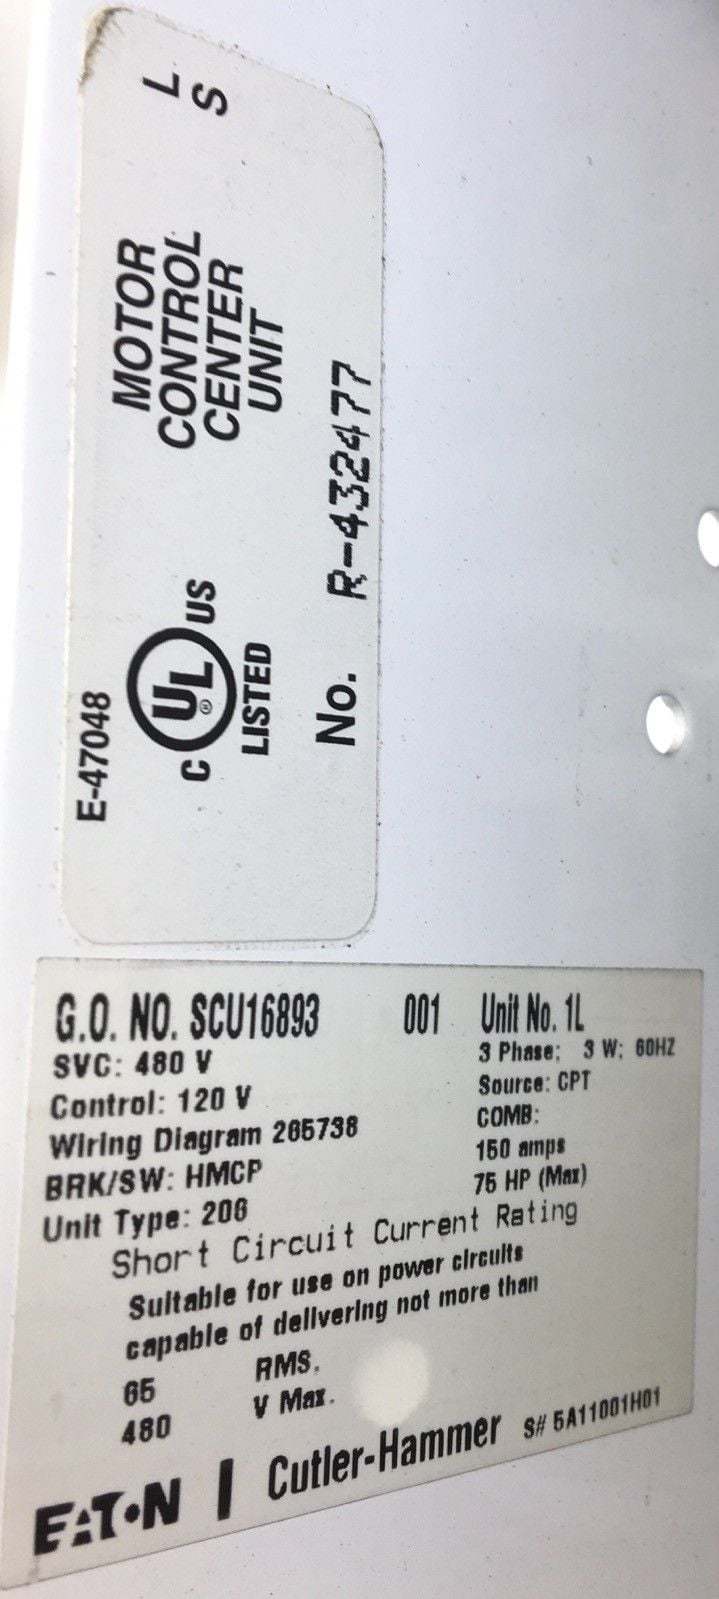 L
S
MOTOR
CONTROL
CENTER
UNIT
E-47048
C UL ® US
LISTED
No. R-432477
G.O. NO. SCU16893 001 Unit No. 1L
SVC: 480 V 3 Phase; 3 W; 60HZ
Control: 120 V Source: CPT
Wiring Diagram 265738 COMB:
BRK/SW: HMCP 150 amps
Unit Type: 206 75 HP (Max)
Short Circuit Current Rating
Suitable for use on power circuits
capable of delivering not more than
65 RMS.
480 V Max.
EATON | Cutler-Hammer S# 5A11001H01